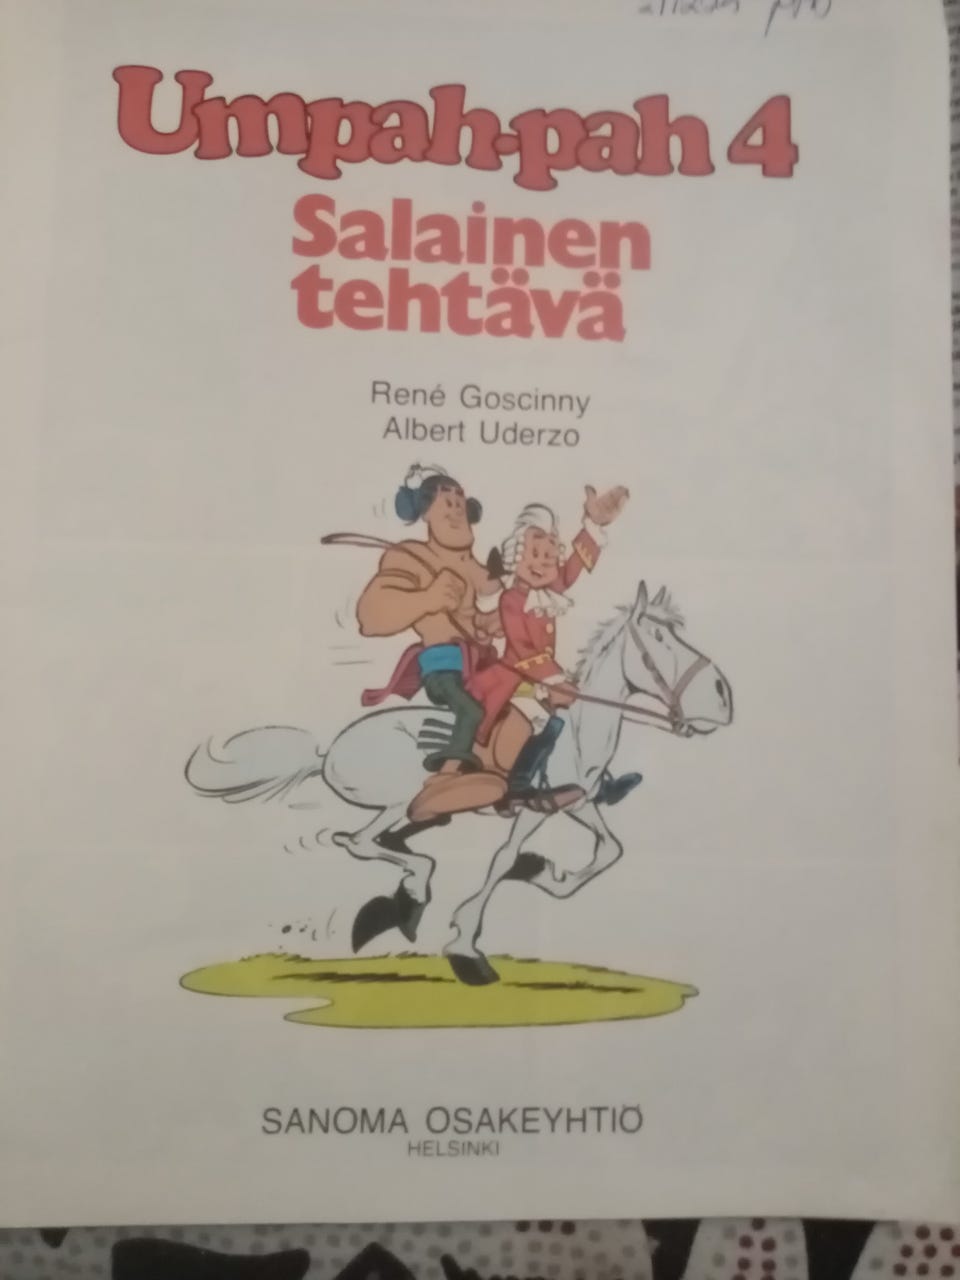 Umpah-pah 4
Salainen
tehtävä
René Goscinny
Albert Uderzo
SANOMA OSAKEYHTIÖ
HELSINKI